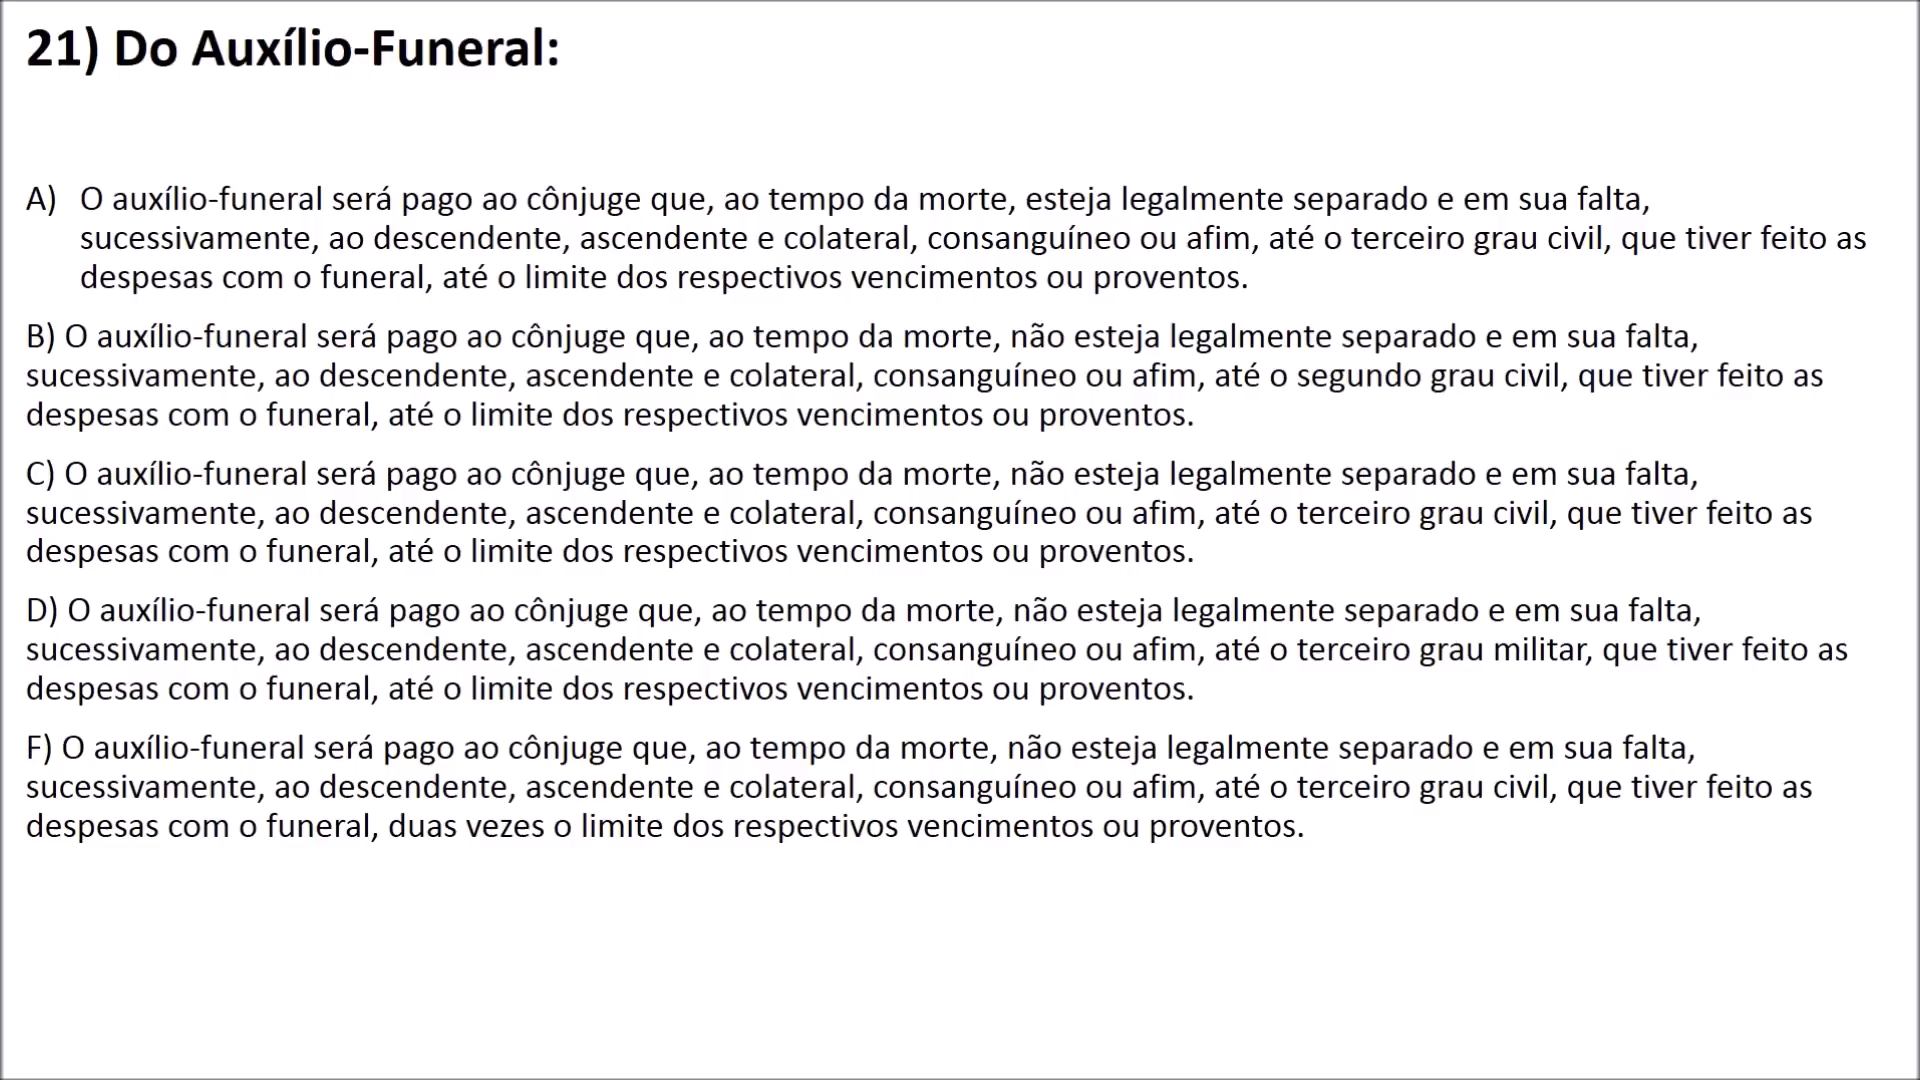 21) Do Auxílio-Funeral:
A) O auxílio-funeral será pago ao cônjuge que, ao tempo da morte, esteja legalmente separado e em sua falta,
sucessivamente, ao descendente, ascendente e colateral, consanguíneo ou afim, até o terceiro grau civil, que tiver feito as
despesas com o funeral, até o limite dos respectivos vencimentos ou proventos.
B) O auxílio-funeral será pago ao cônjuge que, ao tempo da morte, não esteja legalmente separado e em sua falta,
sucessivamente, ao descendente, ascendente e colateral, consanguíneo ou afim, até o segundo grau civil, que tiver feito as
despesas com o funeral, até o limite dos respectivos vencimentos ou proventos.
C) O auxílio-funeral será pago ao cônjuge que, ao tempo da morte, não esteja legalmente separado e em sua falta,
sucessivamente, ao descendente, ascendente e colateral, consanguíneo ou afim, até o terceiro grau civil, que tiver feito as
despesas com o funeral, até o limite dos respectivos vencimentos ou proventos.
D) O auxílio-funeral será pago ao cônjuge que, ao tempo da morte, não esteja legalmente separado e em sua falta,
sucessivamente, ao descendente, ascendente e colateral, consanguíneo ou afim, até o terceiro grau militar, que tiver feito as
despesas com o funeral, até o limite dos respectivos vencimentos ou proventos.
F) O auxílio-funeral será pago ao cônjuge que, ao tempo da morte, não esteja legalmente separado e em sua falta,
sucessivamente, ao descendente, ascendente e colateral, consanguíneo ou afim, até o terceiro grau civil, que tiver feito as
despesas com o funeral, duas vezes o limite dos respectivos vencimentos ou proventos.